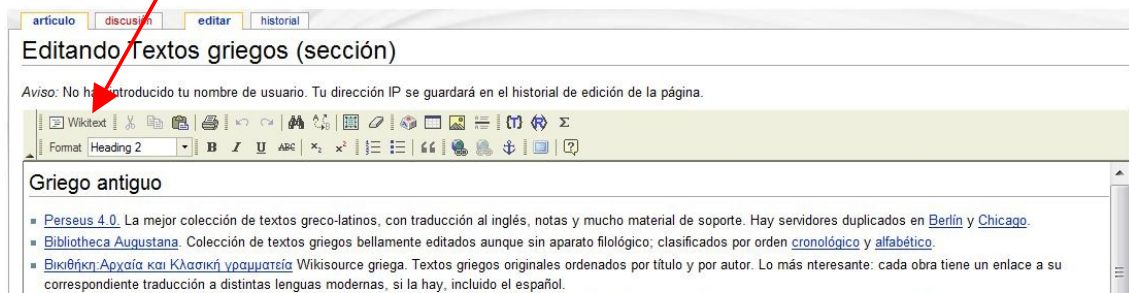 artículo discusión editar historial
Editando Textos griegos (sección)
Aviso: No has introducido tu nombre de usuario. Tu dirección IP se guardará en el historial de edición de la página.
Wikitext Σ
Format Heading 2 B I U ABC x₂ x²
Griego antiguo
Perseus 4.0. La mejor colección de textos greco-latinos, con traducción al inglés, notas y mucho material de soporte. Hay servidores duplicados en Berlín y Chicago.
Bibliotheca Augustana. Colección de textos griegos bellamente editados aunque sin aparato filológico; clasificados por orden cronológico y alfabético.
Βικιθήκη:Αρχαία και Κλασική γραμματεία Wikisource griega. Textos griegos originales ordenados por título y por autor. Lo más nteresante: cada obra tiene un enlace a su
correspondiente traducción a distintas lenguas modernas, si la hay, incluido el español.